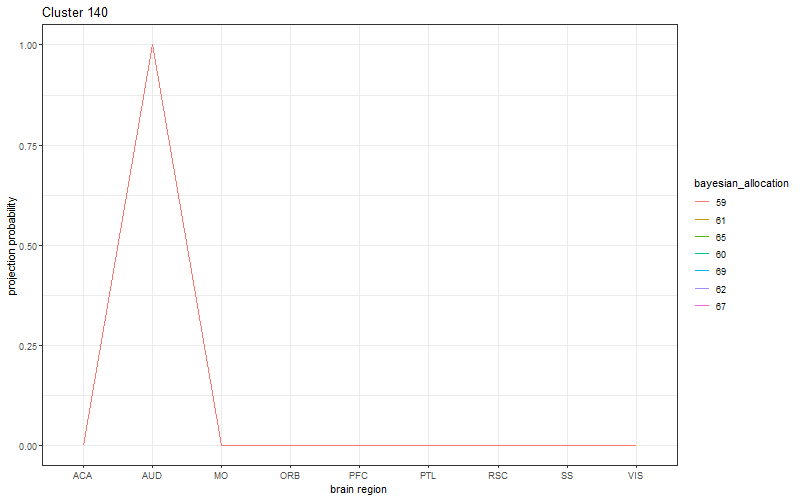 Cluster 140
1.00
0.75
0.50
0.25
0.00
projection probability
ACA AUD MO ORB PFC PTL RSC SS VIS
brain region
bayesian_allocation
59
61
65
60
69
62
67